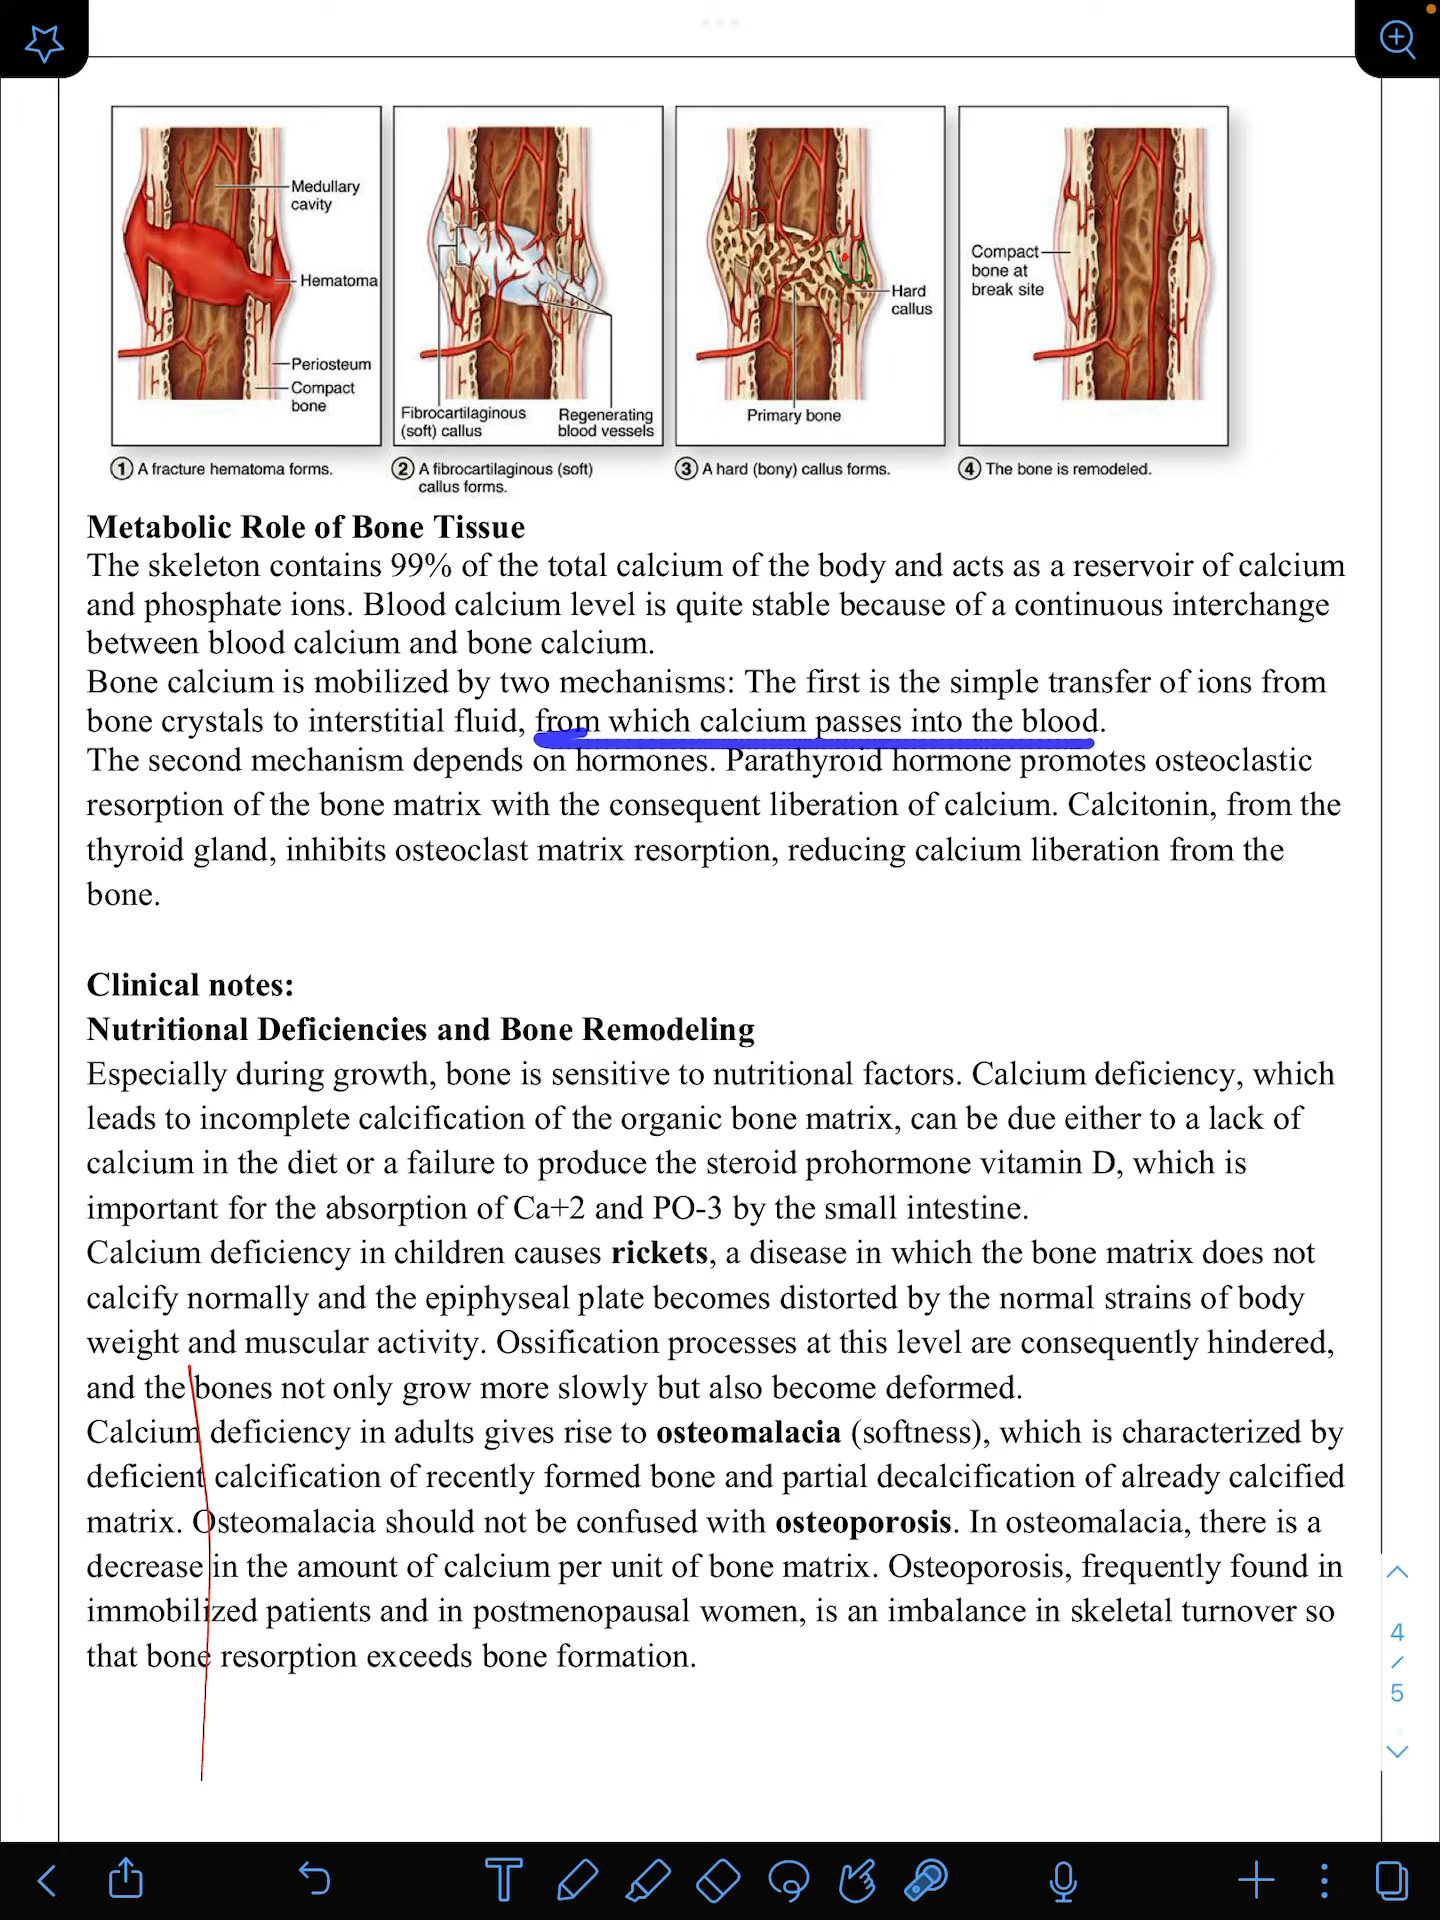 Medullary
cavity
Hematoma
Periosteum
Compact
bone
Fibrocartilaginous
(soft) callus
Regenerating
blood vessels
Hard
callus
Primary bone
Compact
bone at
break site
1 A fracture hematoma forms.
2 A fibrocartilaginous (soft)
callus forms.
3 A hard (bony) callus forms.
4 The bone is remodeled.
Metabolic Role of Bone Tissue
The skeleton contains 99% of the total calcium of the body and acts as a reservoir of calcium
and phosphate ions. Blood calcium level is quite stable because of a continuous interchange
between blood calcium and bone calcium.
Bone calcium is mobilized by two mechanisms: The first is the simple transfer of ions from
bone crystals to interstitial fluid, from which calcium passes into the blood.
The second mechanism depends on hormones. Parathyroid hormone promotes osteoclastic
resorption of the bone matrix with the consequent liberation of calcium. Calcitonin, from the
thyroid gland, inhibits osteoclast matrix resorption, reducing calcium liberation from the
bone.
Clinical notes:
Nutritional Deficiencies and Bone Remodeling
Especially during growth, bone is sensitive to nutritional factors. Calcium deficiency, which
leads to incomplete calcification of the organic bone matrix, can be due either to a lack of
calcium in the diet or a failure to produce the steroid prohormone vitamin D, which is
important for the absorption of Ca+2 and PO-3 by the small intestine.
Calcium deficiency in children causes rickets, a disease in which the bone matrix does not
calcify normally and the epiphyseal plate becomes distorted by the normal strains of body
weight and muscular activity. Ossification processes at this level are consequently hindered,
and the bones not only grow more slowly but also become deformed.
Calcium deficiency in adults gives rise to osteomalacia (softness), which is characterized by
deficient calcification of recently formed bone and partial decalcification of already calcified
matrix. Osteomalacia should not be confused with osteoporosis. In osteomalacia, there is a
decrease in the amount of calcium per unit of bone matrix. Osteoporosis, frequently found in
immobilized patients and in postmenopausal women, is an imbalance in skeletal turnover so
that bone resorption exceeds bone formation.
4
/
5